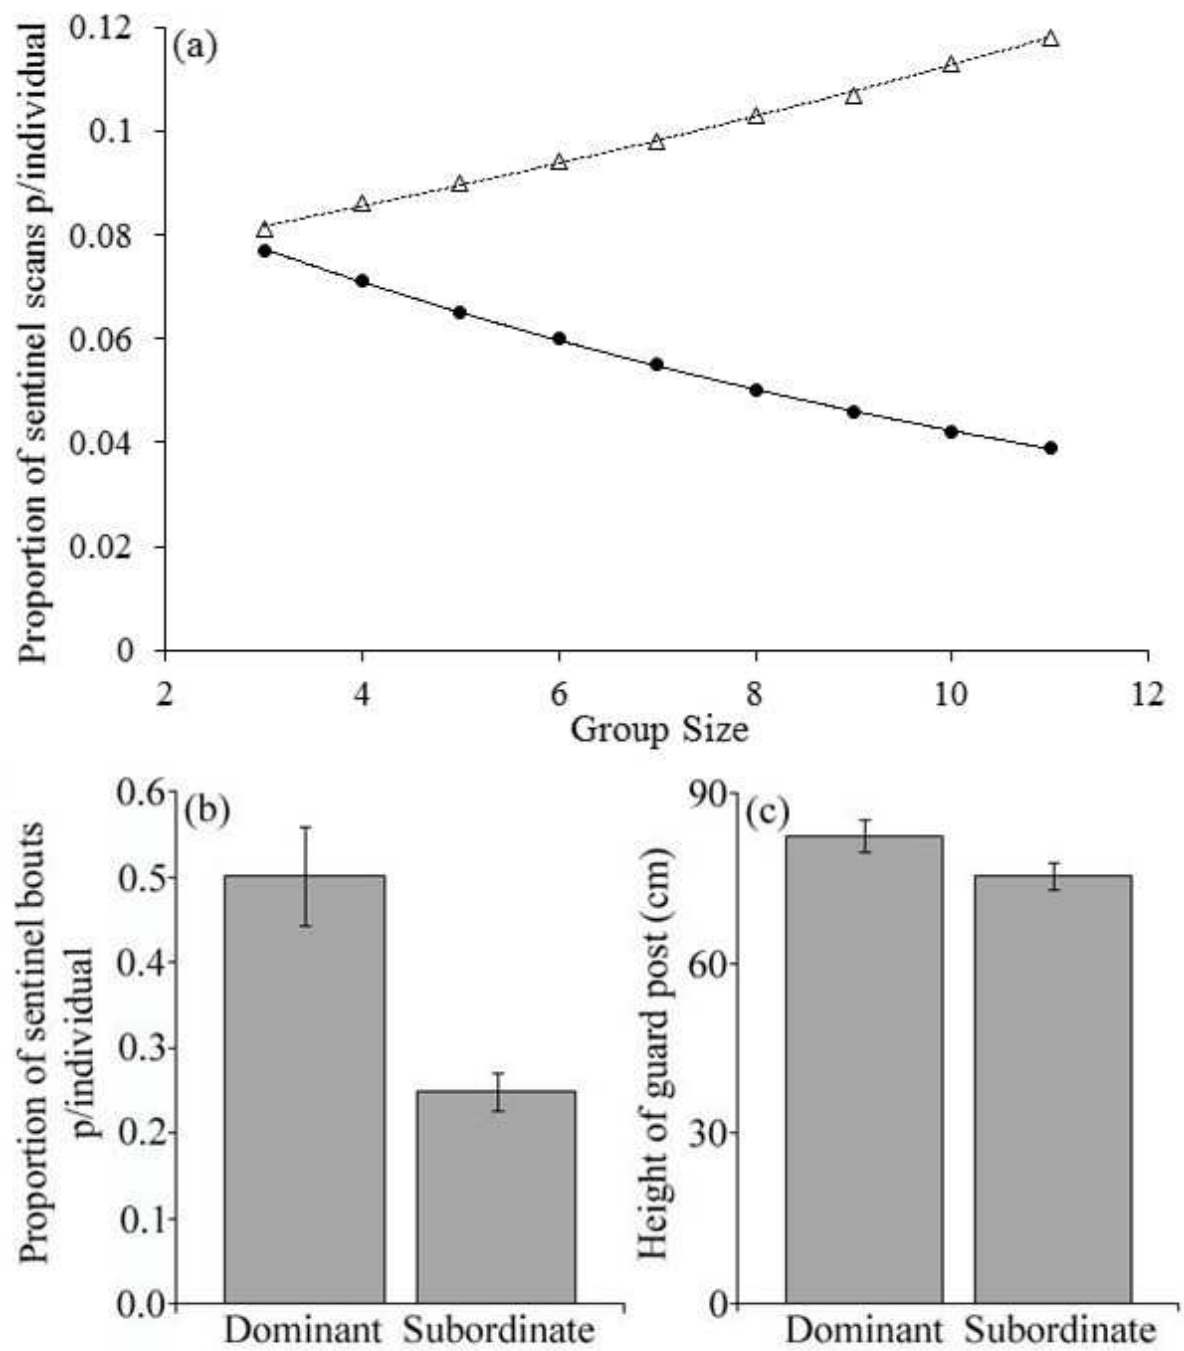 (a)
Proportion of sentinel scans p/individual
0.12
0.1
0.08
0.06
0.04
0.02
0
2 4 6 8 10 12
Group Size
(b)
Proportion of sentinel bouts
p/individual
0.6
0.5
0.4
0.3
0.2
0.1
0.0
Dominant Subordinate
(c)
Height of guard post (cm)
90
60
30
0
Dominant Subordinate